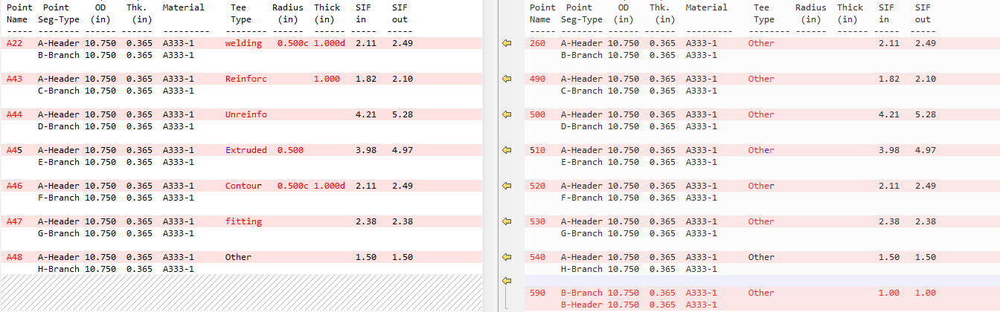 Point  Point     OD    Thk.  Material     Tee     Radius  Thick  SIF    SIF
Name  Seg-Type  (in)   (in)               Type     (in)   (in)   in     out
----- -------- ------ ------ --------- -------- ------ ------ ----- ------
A22   A-Header 10.750  0.365  A333-1      welding   0.500c 1.000d  2.11   2.49
B-Branch 10.750  0.365  A333-1
A43   A-Header 10.750  0.365  A333-1      Reinforc         1.000   1.82   2.10
C-Branch 10.750  0.365  A333-1
A44   A-Header 10.750  0.365  A333-1      Unreinfo                 4.21   5.28
D-Branch 10.750  0.365  A333-1
A45   A-Header 10.750  0.365  A333-1      Extruded  0.500          3.98   4.97
E-Branch 10.750  0.365  A333-1
A46   A-Header 10.750  0.365  A333-1      Contour   0.500c 1.000d  2.11   2.49
F-Branch 10.750  0.365  A333-1
A47   A-Header 10.750  0.365  A333-1      fitting                  2.38   2.38
G-Branch 10.750  0.365  A333-1
A48   A-Header 10.750  0.365  A333-1      Other                    1.50   1.50
H-Branch 10.750  0.365  A333-1
Point  Point     OD    Thk.  Material     Tee     Radius  Thick  SIF    SIF
Name  Seg-Type  (in)   (in)               Type     (in)   (in)   in     out
----- -------- ------ ------ --------- -------- ------ ------ ----- ------
260   A-Header 10.750  0.365  A333-1      Other                    2.11   2.49
B-Branch 10.750  0.365  A333-1
490   A-Header 10.750  0.365  A333-1      Other                    1.82   2.10
C-Branch 10.750  0.365  A333-1
500   A-Header 10.750  0.365  A333-1      Other                    4.21   5.28
D-Branch 10.750  0.365  A333-1
510   A-Header 10.750  0.365  A333-1      Other                    3.98   4.97
E-Branch 10.750  0.365  A333-1
520   A-Header 10.750  0.365  A333-1      Other                    2.11   2.49
F-Branch 10.750  0.365  A333-1
530   A-Header 10.750  0.365  A333-1      Other                    2.38   2.38
G-Branch 10.750  0.365  A333-1
540   A-Header 10.750  0.365  A333-1      Other                    1.50   1.50
H-Branch 10.750  0.365  A333-1
590   B-Branch 10.750  0.365  A333-1      Other                    1.00   1.00
B-Header 10.750  0.365  A333-1